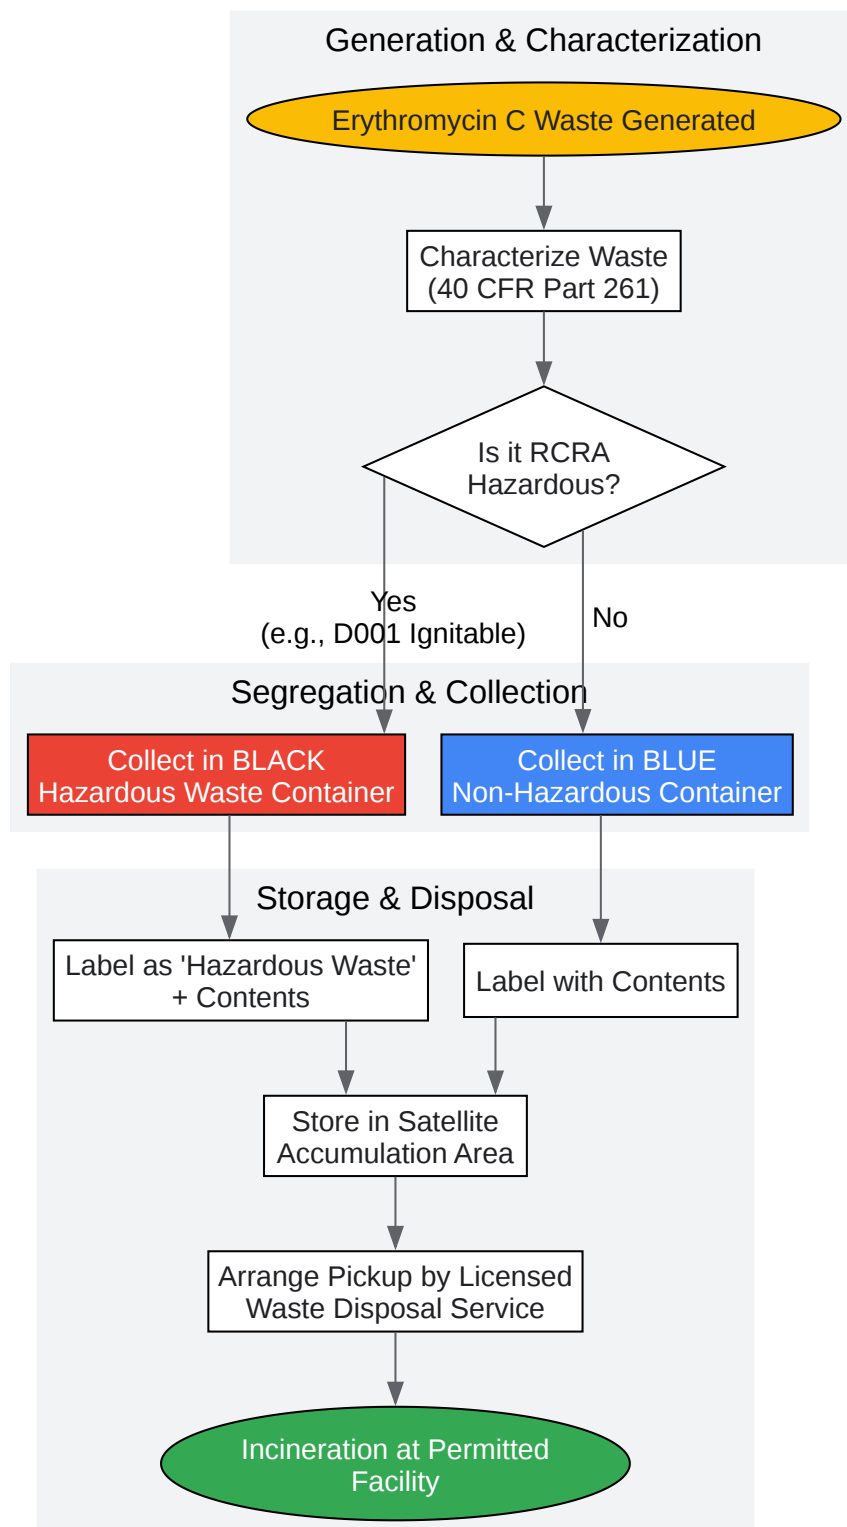 Generation & Characterization
Erythromycin C Waste Generated
Characterize Waste
(40 CFR Part 261)
Is it RCRA
Hazardous?
Yes
(e.g., D001 Ignitable)
No
Segregation & Collection
Collect in BLACK
Hazardous Waste Container
Collect in BLUE
Non-Hazardous Container
Storage & Disposal
Label as 'Hazardous Waste'
+ Contents
Label with Contents
Store in Satellite
Accumulation Area
Arrange Pickup by Licensed
Waste Disposal Service
Incineration at Permitted
Facility